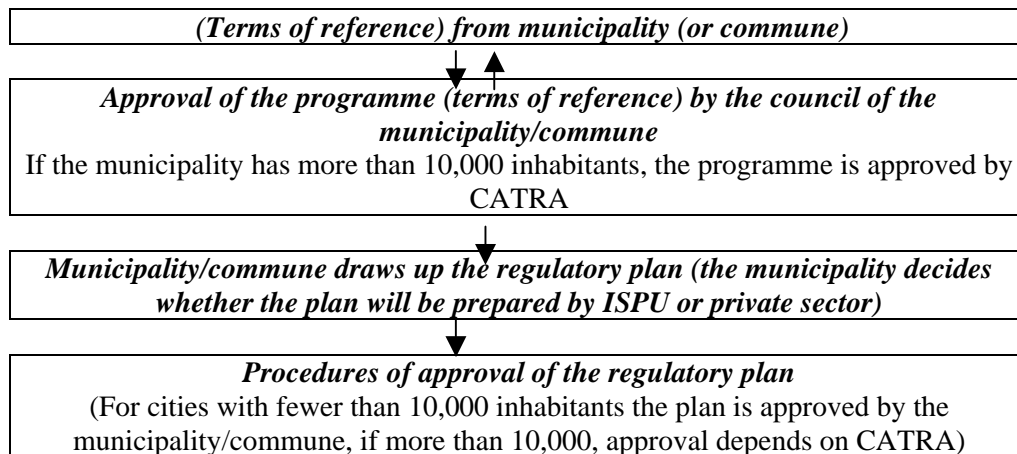 (Terms of reference) from municipality (or commune)
Approval of the programme (terms of reference) by the council of the
municipality/commune
If the municipality has more than 10,000 inhabitants, the programme is approved by
CATRA
Municipality/commune draws up the regulatory plan (the municipality decides
whether the plan will be prepared by ISPU or private sector)
Procedures of approval of the regulatory plan
(For cities with fewer than 10,000 inhabitants the plan is approved by the
municipality/commune, if more than 10,000, approval depends on CATRA)